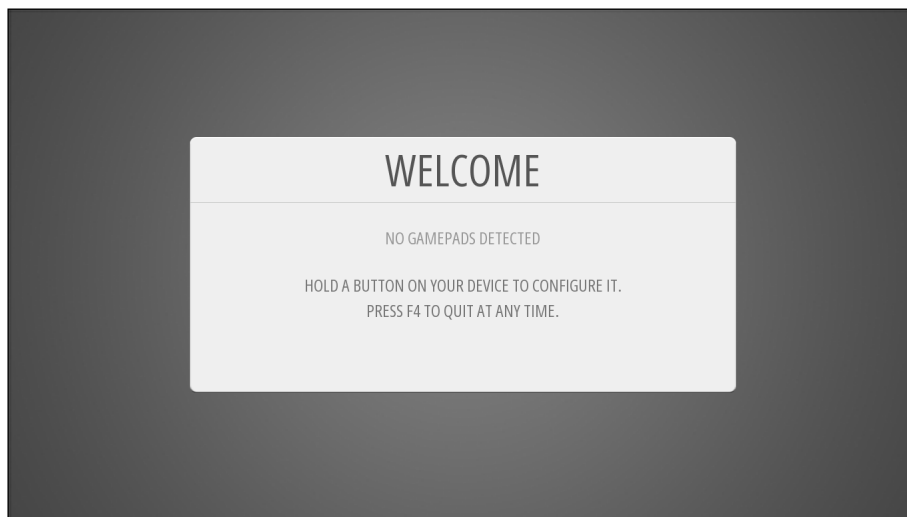 WELCOME
NO GAMEPADS DETECTED
HOLD A BUTTON ON YOUR DEVICE TO CONFIGURE IT.
PRESS F4 TO QUIT AT ANY TIME.